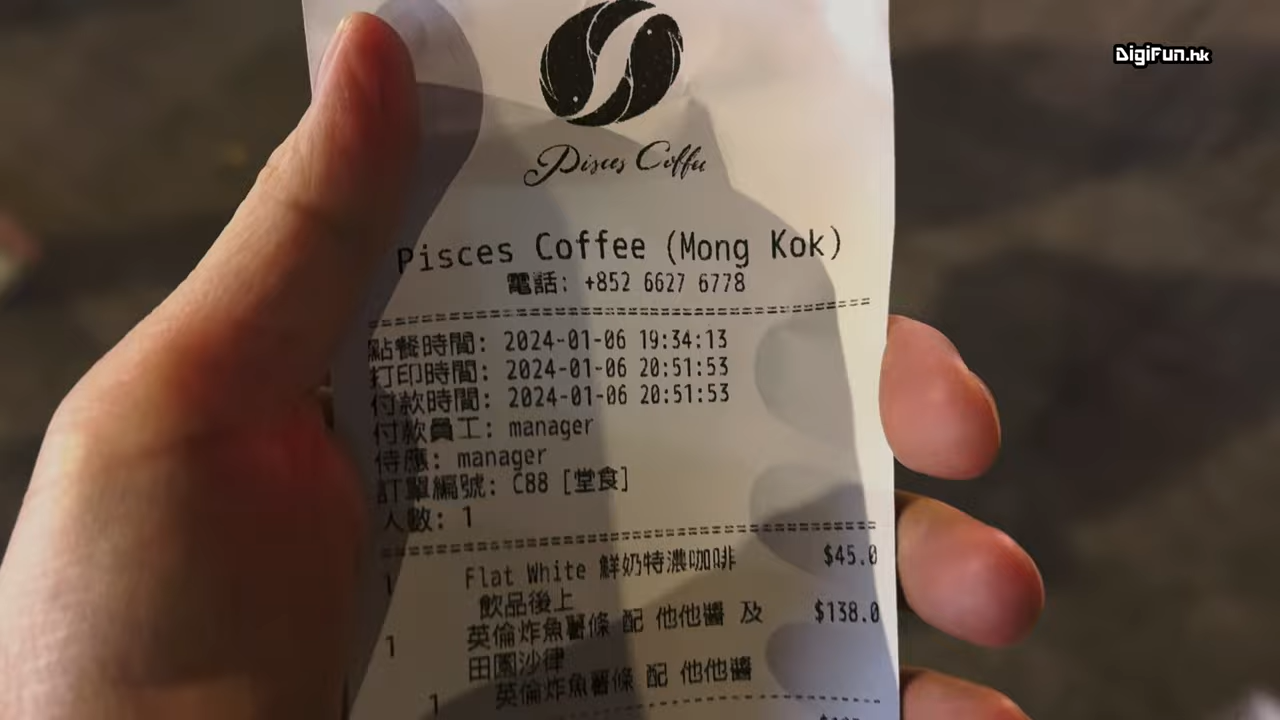 DigiFun.hk
Pisces Coffee
Pisces Coffee (Mong Kok)
電話: +852 6627 6778
點餐時間: 2024-01-06 19:34:13
打印時間: 2024-01-06 20:51:53
付款時間: 2024-01-06 20:51:53
付款員工: manager
侍應: manager
訂單編號: C88 [堂食]
人數: 1
1 Flat White 鮮奶特濃咖啡 $45.0
飲品後上
1 英倫炸魚薯條 配 他他醬 及 $138.0
田園沙律
1 英倫炸魚薯條 配 他他醬